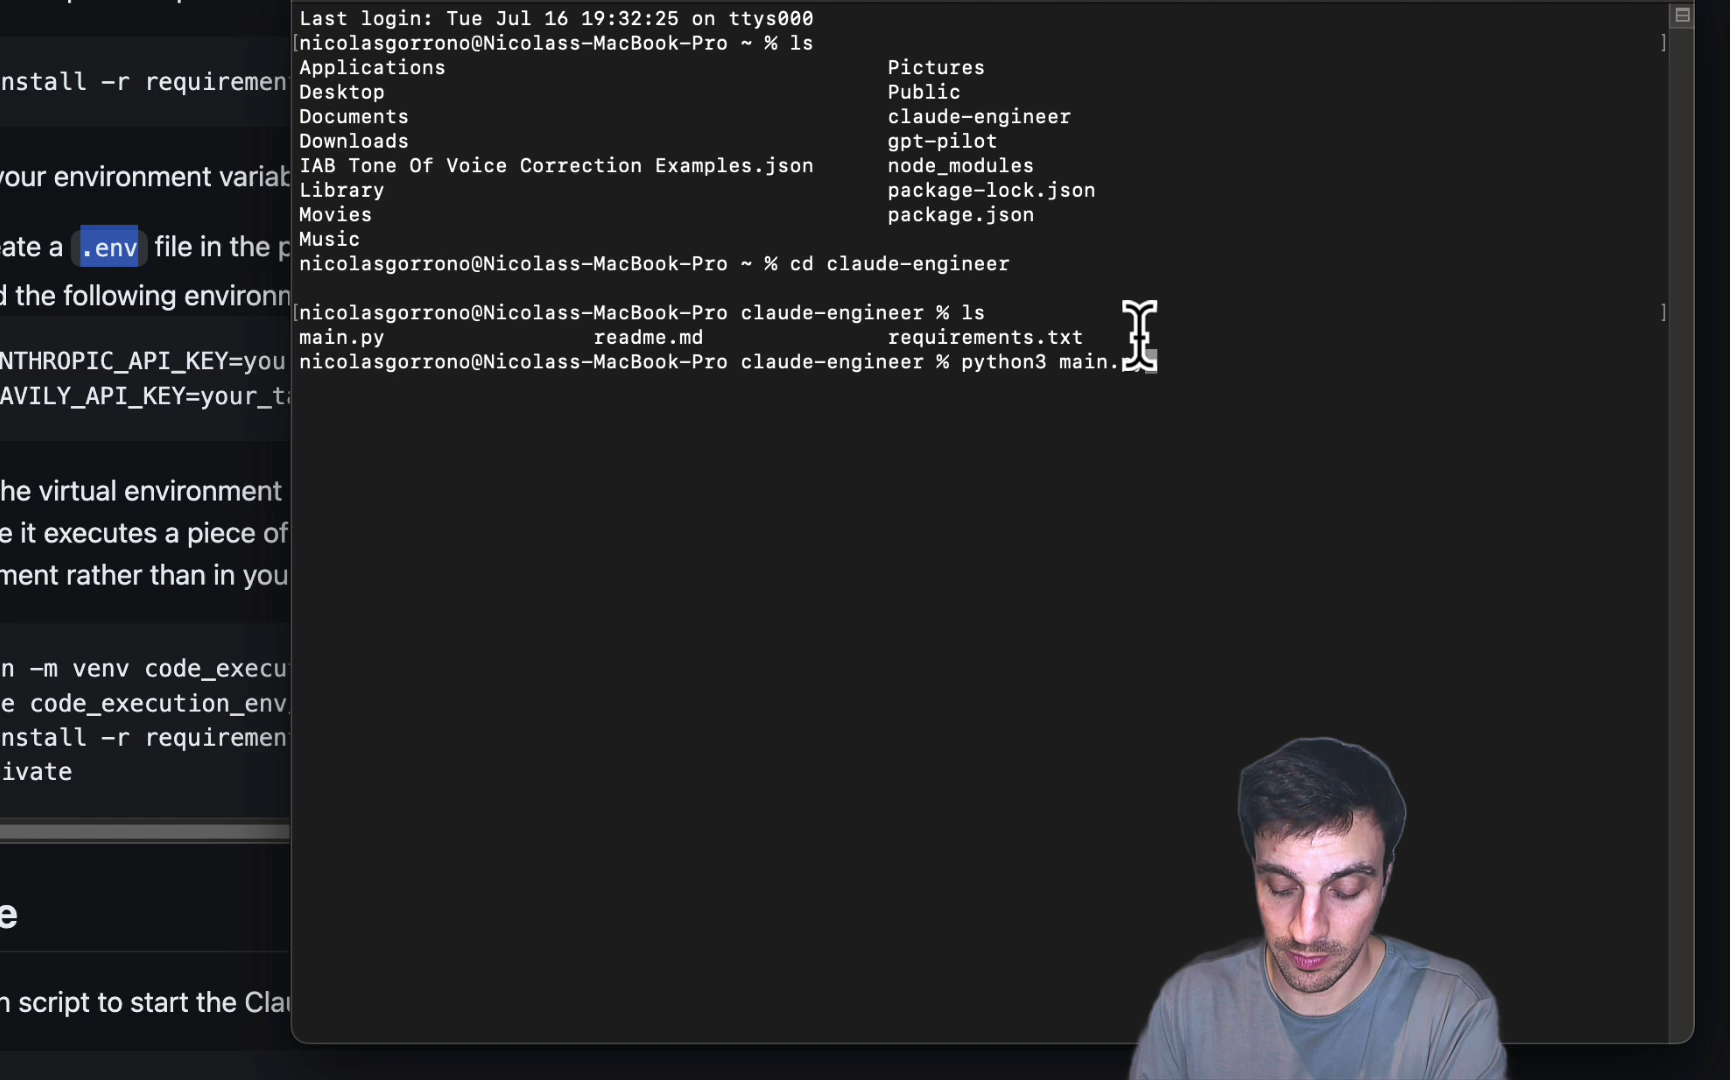 Last login: Tue Jul 16 19:32:25 on ttys000
[nicolasgorrono@Nicolass-MacBook-Pro ~ % ls ]
Applications Pictures
Desktop Public
Documents claude-engineer
Downloads gpt-pilot
IAB Tone Of Voice Correction Examples.json node_modules
Library package-lock.json
Movies package.json
Music
nicolasgorrono@Nicolass-MacBook-Pro ~ % cd claude-engineer
[nicolasgorrono@Nicolass-MacBook-Pro claude-engineer % ls ]
main.py readme.md requirements.txt
nicolasgorrono@Nicolass-MacBook-Pro claude-engineer % python3 main.
nstall -r requiremen
your environment variab
eate a .env file in the p
d the following environm
NTHROPIC_API_KEY=you
AVILY_API_KEY=your_ta
he virtual environment
e it executes a piece of
ment rather than in you
n -m venv code_execu
e code_execution_env
nstall -r requiremen
ivate
e
n script to start the Clau